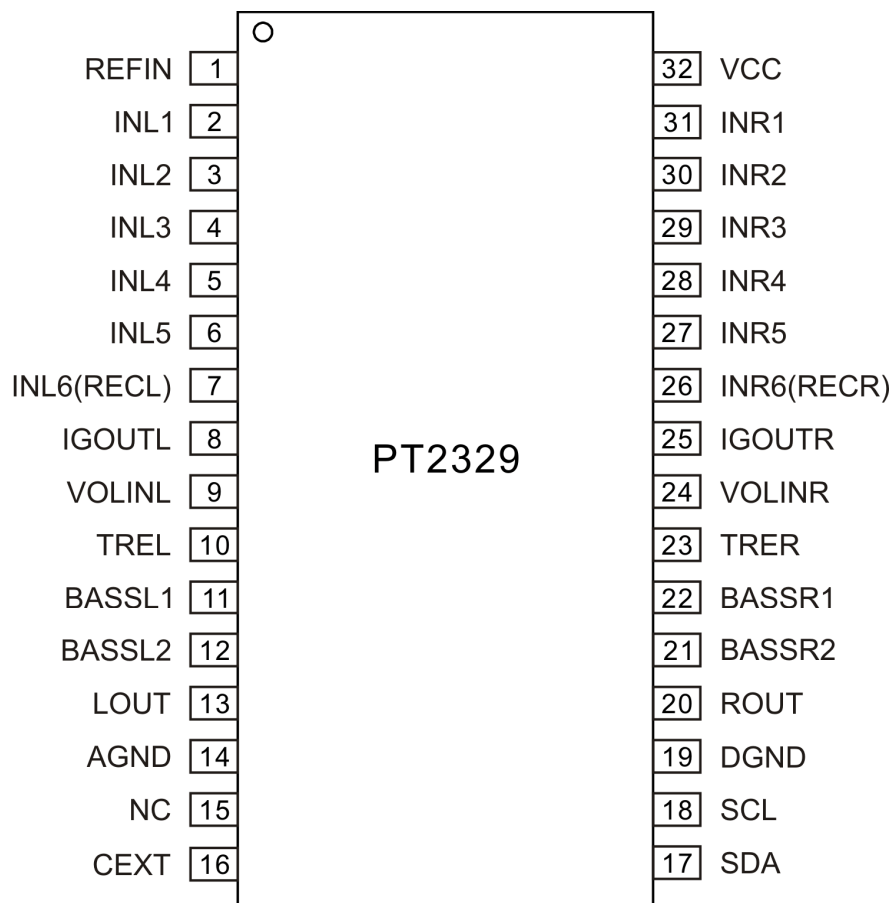 REFIN 1 32 VCC
INL1 2 31 INR1
INL2 3 30 INR2
INL3 4 29 INR3
INL4 5 28 INR4
INL5 6 27 INR5
INL6(RECL) 7 26 INR6(RECR)
IGOUTL 8 25 IGOUTR
PT2329
VOLINL 9 24 VOLINR
TREL 10 23 TRER
BASSL1 11 22 BASSR1
BASSL2 12 21 BASSR2
LOUT 13 20 ROUT
AGND 14 19 DGND
NC 15 18 SCL
CEXT 16 17 SDA